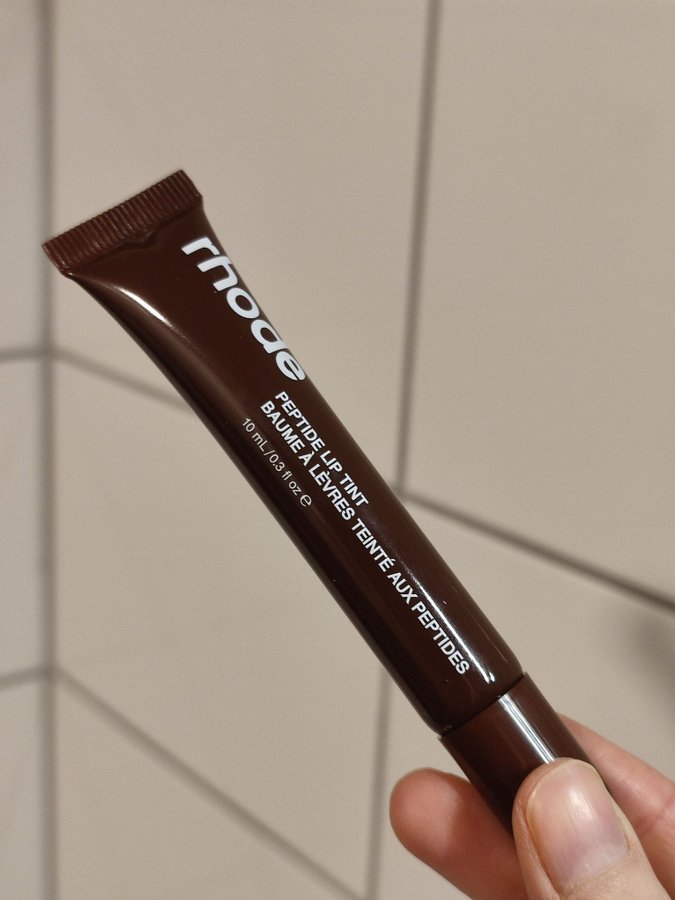 rhode
PEPTIDE LIP TINT
BAUME À LÈVRES TEINTÉ AUX PEPTIDES
10 mL/0.3 fl oz ℮